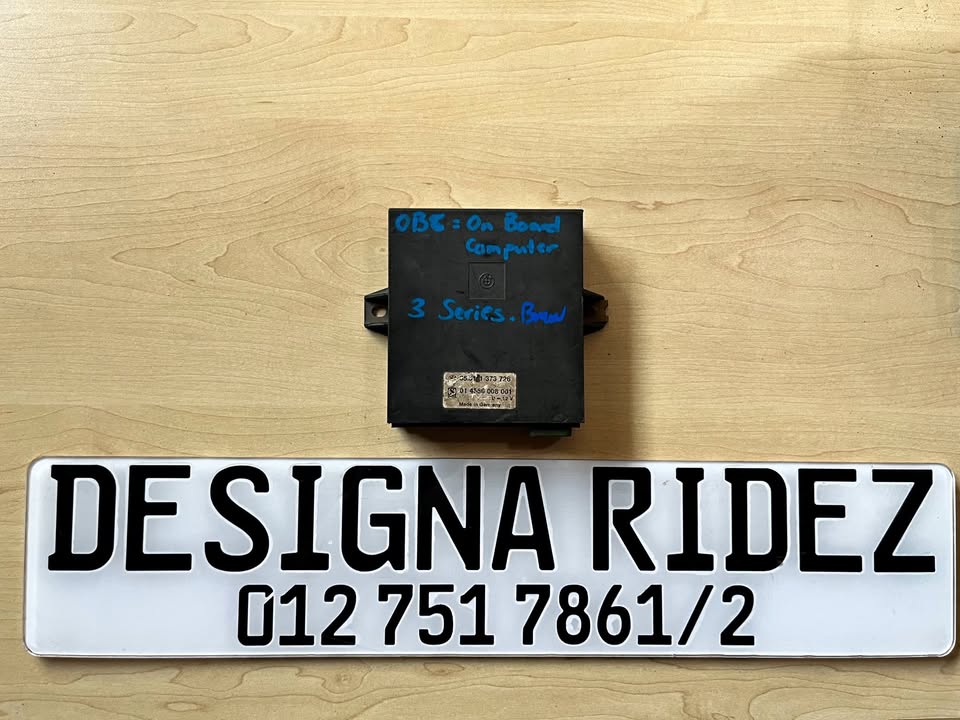 OBC = On Board
Computer
3 Series. Bmw
373 726
Made in Germany
DESIGNA RIDEZ
012 751 7861/2